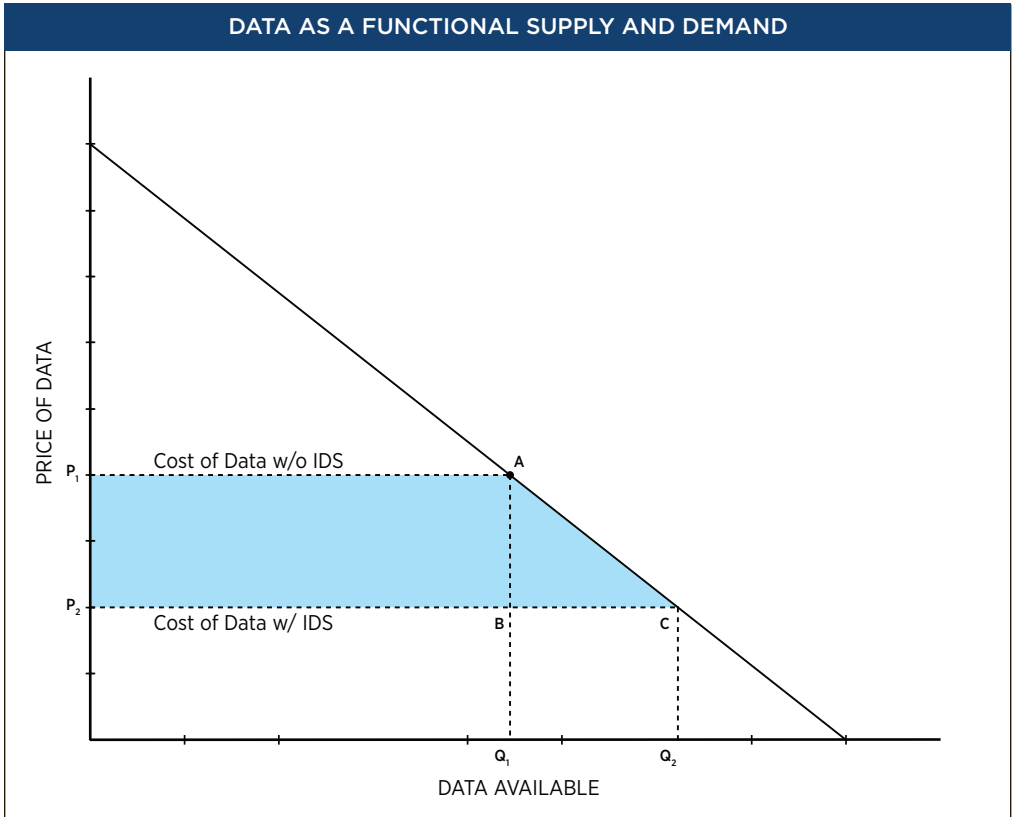 DATA AS A FUNCTIONAL SUPPLY AND DEMAND
PRICE OF DATA
P₁
Cost of Data w/o IDS
A
P₂
Cost of Data w/ IDS
B
C
Q₁
Q₂
DATA AVAILABLE